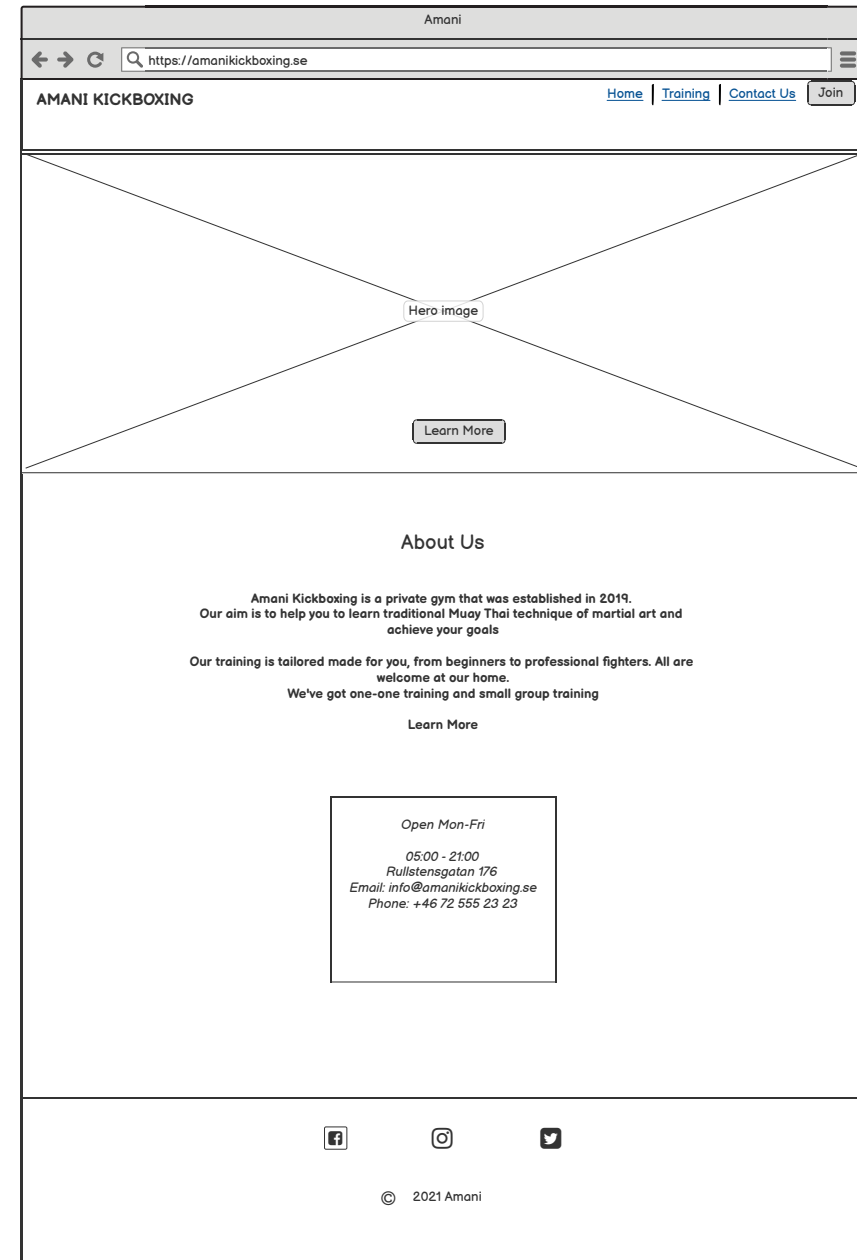 Amani
https://amanikickboxing.se
AMANI KICKBOXING
Home
Training
Contact Us
Join
Hero image
Learn More
About Us
Amani Kickboxing is a private gym that was established in 2019.
Our aim is to help you to learn traditional Muay Thai technique of martial art and
achieve your goals
Our training is tailored made for you, from beginners to professional fighters. All are
welcome at our home.
We've got one-one training and small group training
Learn More
Open Mon-Fri
05:00 - 21:00
Rullstensgatan 176
Email: info@amanikickboxing.se
Phone: +46 72 555 23 23
© 2021 Amani